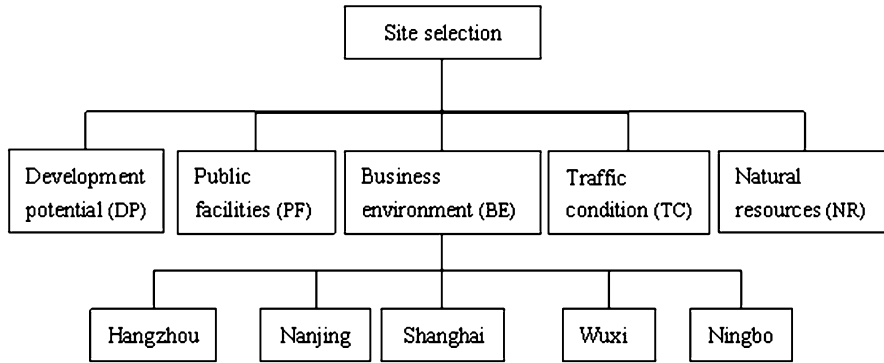 Site selection
Development
potential (DP)
Public
facilities (PF)
Business
environment (BE)
Traffic
condition (TC)
Natural
resources (NR)
Hangzhou
Nanjing
Shanghai
Wuxi
Ningbo